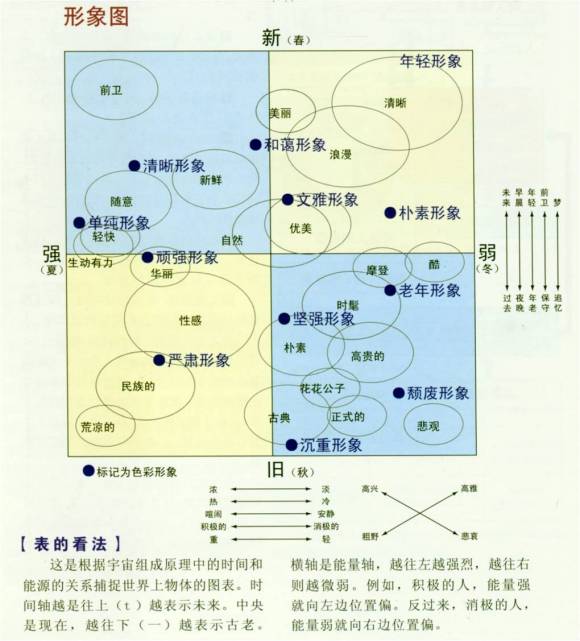 形象图
新（春）
年轻形象
前卫
清晰
美丽
和蔼形象
浪漫
清晰形象
新鲜
随意
文雅形象
朴素形象
单纯形象
轻快
自然
优美
强
（夏）
弱
（冬）
生动有力
顽强形象
华丽
摩登
酷
老年形象
时髦
性感
坚强形象
朴素
高贵的
严肃形象
民族的
花花公子
颓废形象
荒凉的
古典
正式的
悲观
沉重形象
旧（秋）
标记为色彩形象
未来 早晨 年轻 前卫 梦
过去 夜晚 年老 保守 追忆
浓 淡
热 冷
喧闹 安静
积极的 消极的
重 轻
高兴 高雅
粗野 悲哀
【表的看法】
这是根据宇宙组成原理中的时间和
能源的关系捕捉世界上物体的图表。时
间轴越是往上（t）越表示未来。中央
是现在，越往下（一）越表示古老。
横轴是能量轴，越往左越强烈，越往右
则越微弱。例如，积极的人，能量强
就向左边位置偏。反过来，消极的人，
能量弱就向右边位置偏。